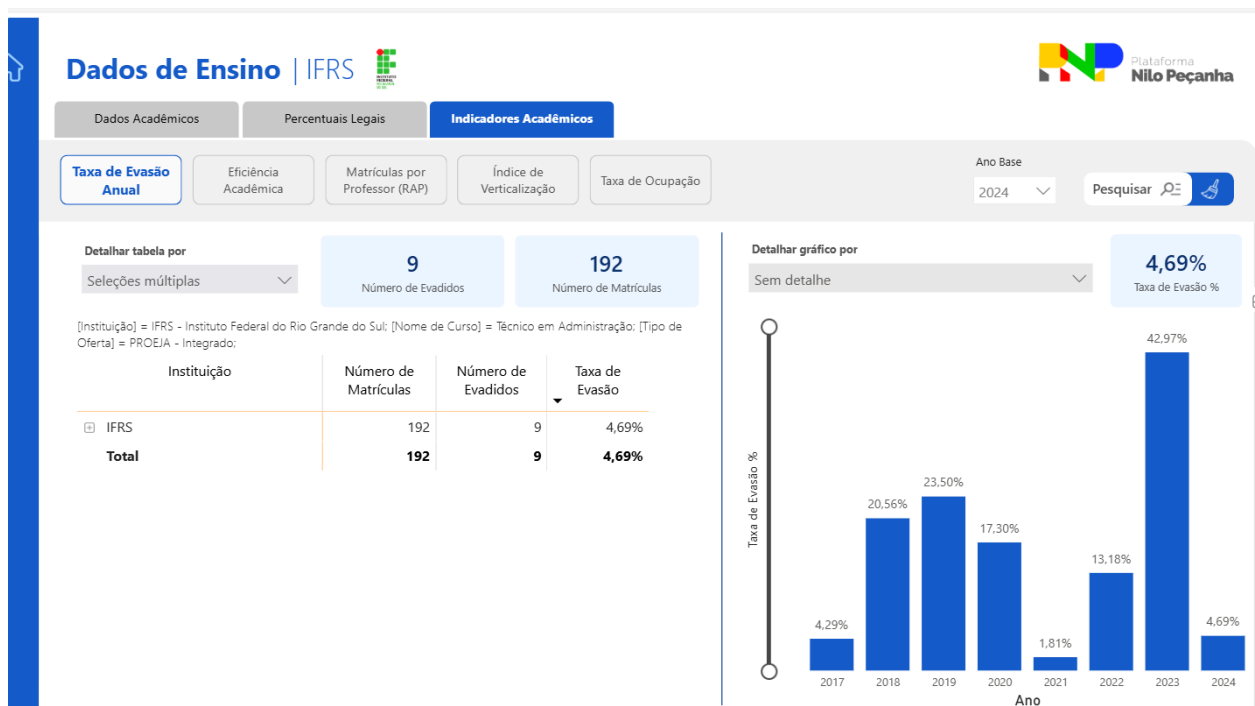 Dados de Ensino | IFRS
Plataforma
Nilo Peçanha
Dados Acadêmicos
Percentuais Legais
Indicadores Acadêmicos
Taxa de Evasão
Anual
Eficiência
Acadêmica
Matrículas por
Professor (RAP)
Índice de
Verticalização
Taxa de Ocupação
Ano Base
2024
Pesquisar
Detalhar tabela por
Seleções múltiplas
9
Número de Evadidos
192
Número de Matrículas
[Instituição] = IFRS - Instituto Federal do Rio Grande do Sul; [Nome de Curso] = Técnico em Administração; [Tipo de
Oferta] = PROEJA - Integrado;
Instituição
Número de
Matrículas
Número de
Evadidos
Taxa de
Evasão
IFRS 192 9 4,69%
Total 192 9 4,69%
Detalhar gráfico por
Sem detalhe
4,69%
Taxa de Evasão %
Taxa de Evasão %
4,29%
20,56%
23,50%
17,30%
1,81%
13,18%
42,97%
4,69%
2017 2018 2019 2020 2021 2022 2023 2024
Ano